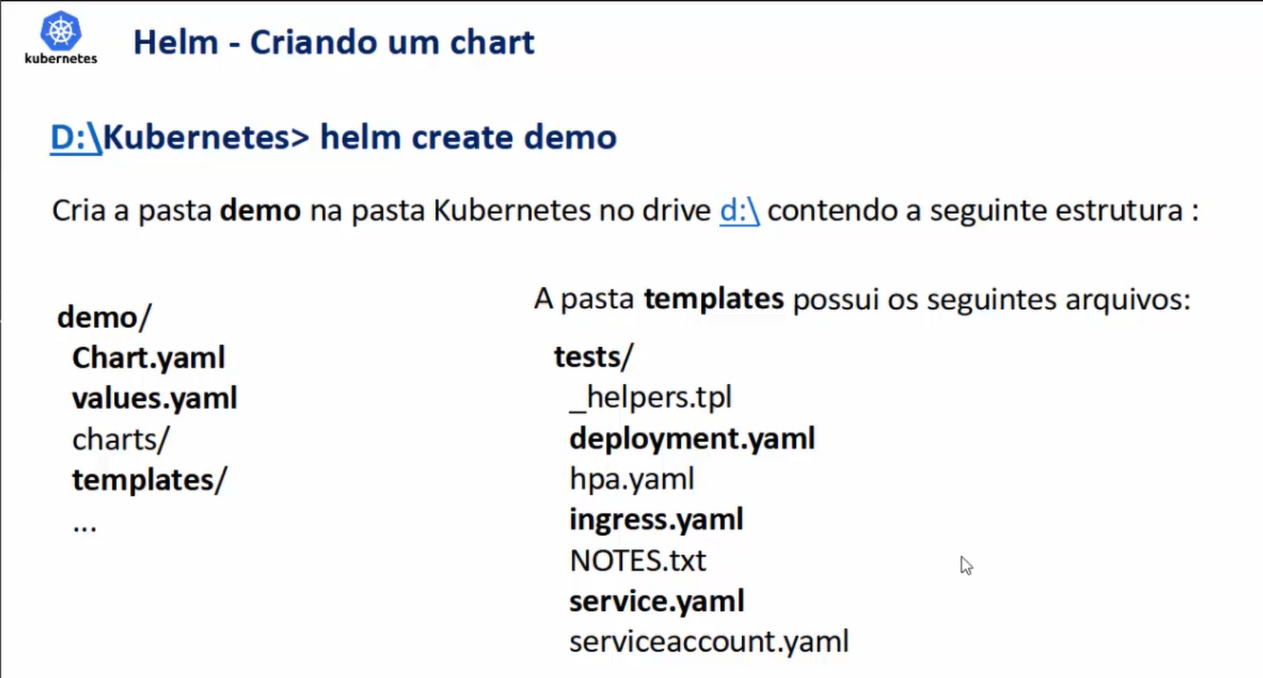 kubernetes
Helm - Criando um chart
D:\Kubernetes> helm create demo
Cria a pasta demo na pasta Kubernetes no drive d:\ contendo a seguinte estrutura :
demo/
Chart.yaml
values.yaml
charts/
templates/
...
A pasta templates possui os seguintes arquivos:
tests/
_helpers.tpl
deployment.yaml
hpa.yaml
ingress.yaml
NOTES.txt
service.yaml
serviceaccount.yaml